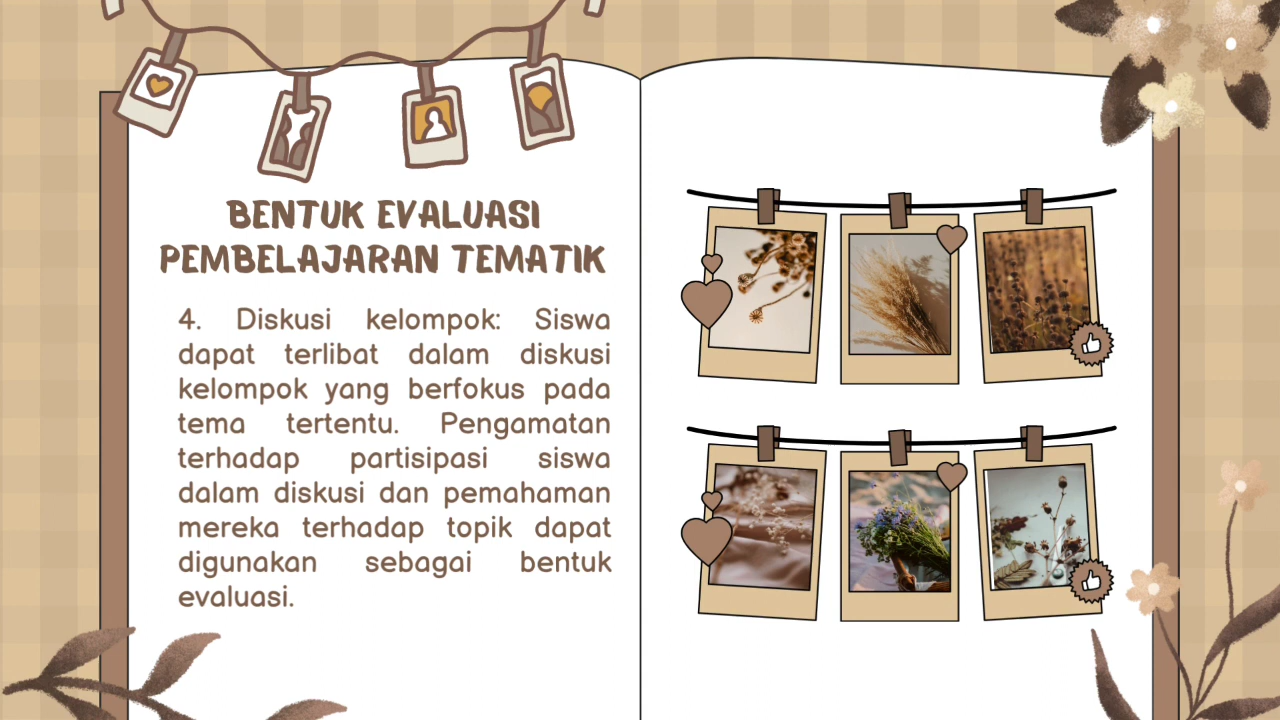 BENTUK EVALUASI
PEMBELAJARAN TEMATIK
4. Diskusi kelompok: Siswa
dapat terlibat dalam diskusi
kelompok yang berfokus pada
tema tertentu. Pengamatan
terhadap partisipasi siswa
dalam diskusi dan pemahaman
mereka terhadap topik dapat
digunakan sebagai bentuk
evaluasi.